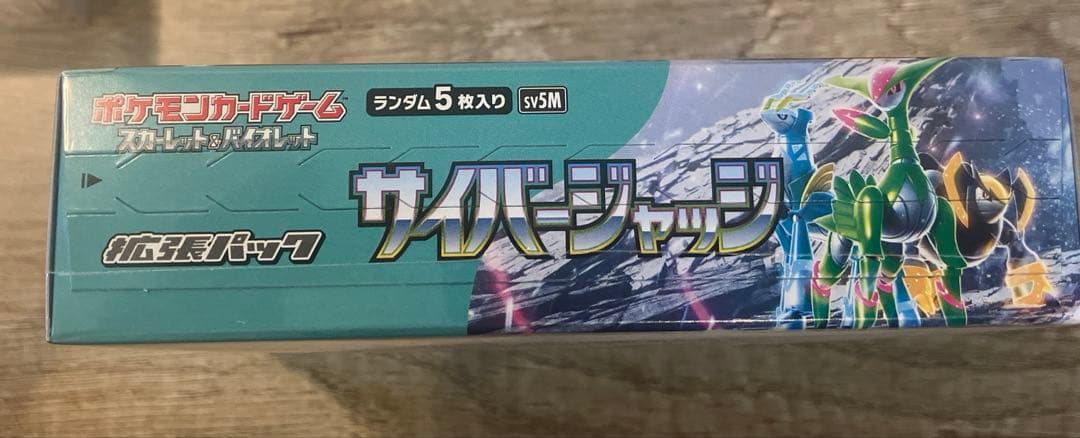 ポケモンカードゲーム
スカーレット&バイオレット
ランダム5枚入り
SV5M
サイバージャッジ
拡張パック